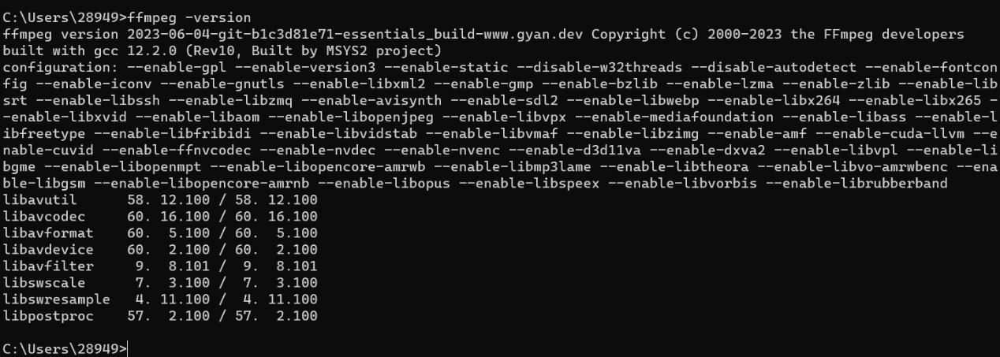 C:\Users\28949>ffmpeg -version
ffmpeg version 2023-06-04-git-b1c3d81e71-essentials_build-www.gyan.dev Copyright (c) 2000-2023 the FFmpeg developers
built with gcc 12.2.0 (Rev10, Built by MSYS2 project)
configuration: --enable-gpl --enable-version3 --enable-static --disable-w32threads --disable-autodetect --enable-fontcon
fig --enable-iconv --enable-gnutls --enable-libxml2 --enable-gmp --enable-bzlib --enable-lzma --enable-zlib --enable-lib
srt --enable-libssh --enable-libzmq --enable-avisynth --enable-sdl2 --enable-libwebp --enable-libx264 --enable-libx265 -
-enable-libxvid --enable-libaom --enable-libopenjpeg --enable-libvpx --enable-mediafoundation --enable-libass --enable-l
ibfreetype --enable-libfribidi --enable-libvidstab --enable-libvmaf --enable-libzimg --enable-amf --enable-cuda-llvm --e
nable-cuvid --enable-ffnvcodec --enable-nvdec --enable-nvenc --enable-d3d11va --enable-dxva2 --enable-libvpl --enable-li
bgme --enable-libopenmpt --enable-libopencore-amrwb --enable-libmp3lame --enable-libtheora --enable-libvo-amrwbenc --ena
ble-libgsm --enable-libopencore-amrnb --enable-libopus --enable-libspeex --enable-libvorbis --enable-librubberband
libavutil      58. 12.100 / 58. 12.100
libavcodec     60. 16.100 / 60. 16.100
libavformat    60.  5.100 / 60.  5.100
libavdevice    60.  2.100 / 60.  2.100
libavfilter     9.  8.101 /  9.  8.101
libswscale      7.  3.100 /  7.  3.100
libswresample   4. 11.100 /  4. 11.100
libpostproc    57.  2.100 / 57.  2.100
C:\Users\28949>